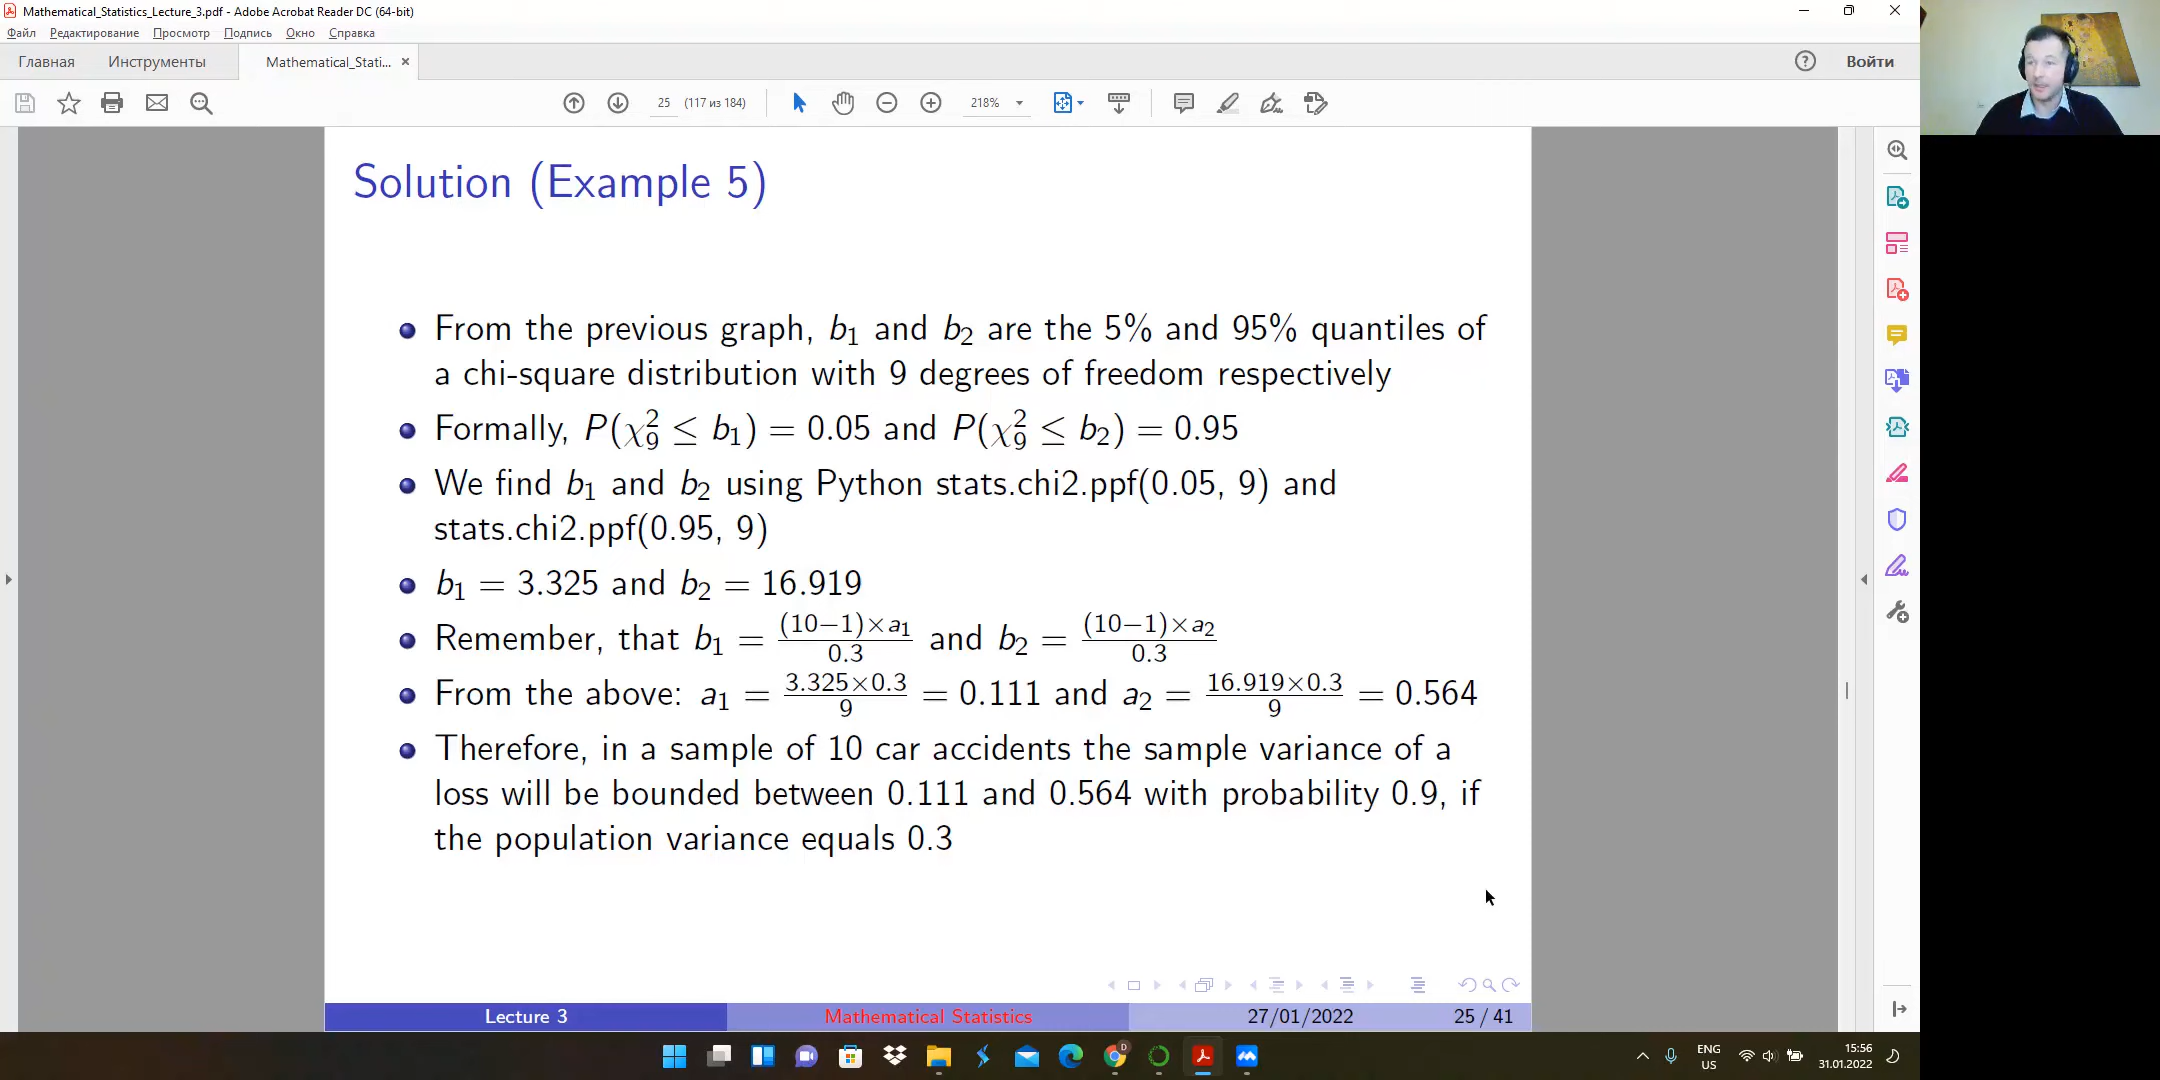 Mathematical_Statistics_Lecture_3.pdf - Adobe Acrobat Reader DC (64-bit)
Файл Редактирование Просмотр Подпись Окно Справка
Главная Инструменты Mathematical_Stati... × Войти
25 (117 из 184) 218%
Solution (Example 5)
From the previous graph, b₁ and b₂ are the 5% and 95% quantiles of
a chi-square distribution with 9 degrees of freedom respectively
Formally, P(χ²₉ ≤ b₁) = 0.05 and P(χ²₉ ≤ b₂) = 0.95
We find b₁ and b₂ using Python stats.chi2.ppf(0.05, 9) and
stats.chi2.ppf(0.95, 9)
b₁ = 3.325 and b₂ = 16.919
Remember, that b₁ = (10−1)×a₁/0.3 and b₂ = (10−1)×a₂/0.3
From the above: a₁ = 3.325×0.3/9 = 0.111 and a₂ = 16.919×0.3/9 = 0.564
Therefore, in a sample of 10 car accidents the sample variance of a
loss will be bounded between 0.111 and 0.564 with probability 0.9, if
the population variance equals 0.3
Lecture 3 Mathematical Statistics 27/01/2022 25 / 41
ENG
US
15:56
31.01.2022